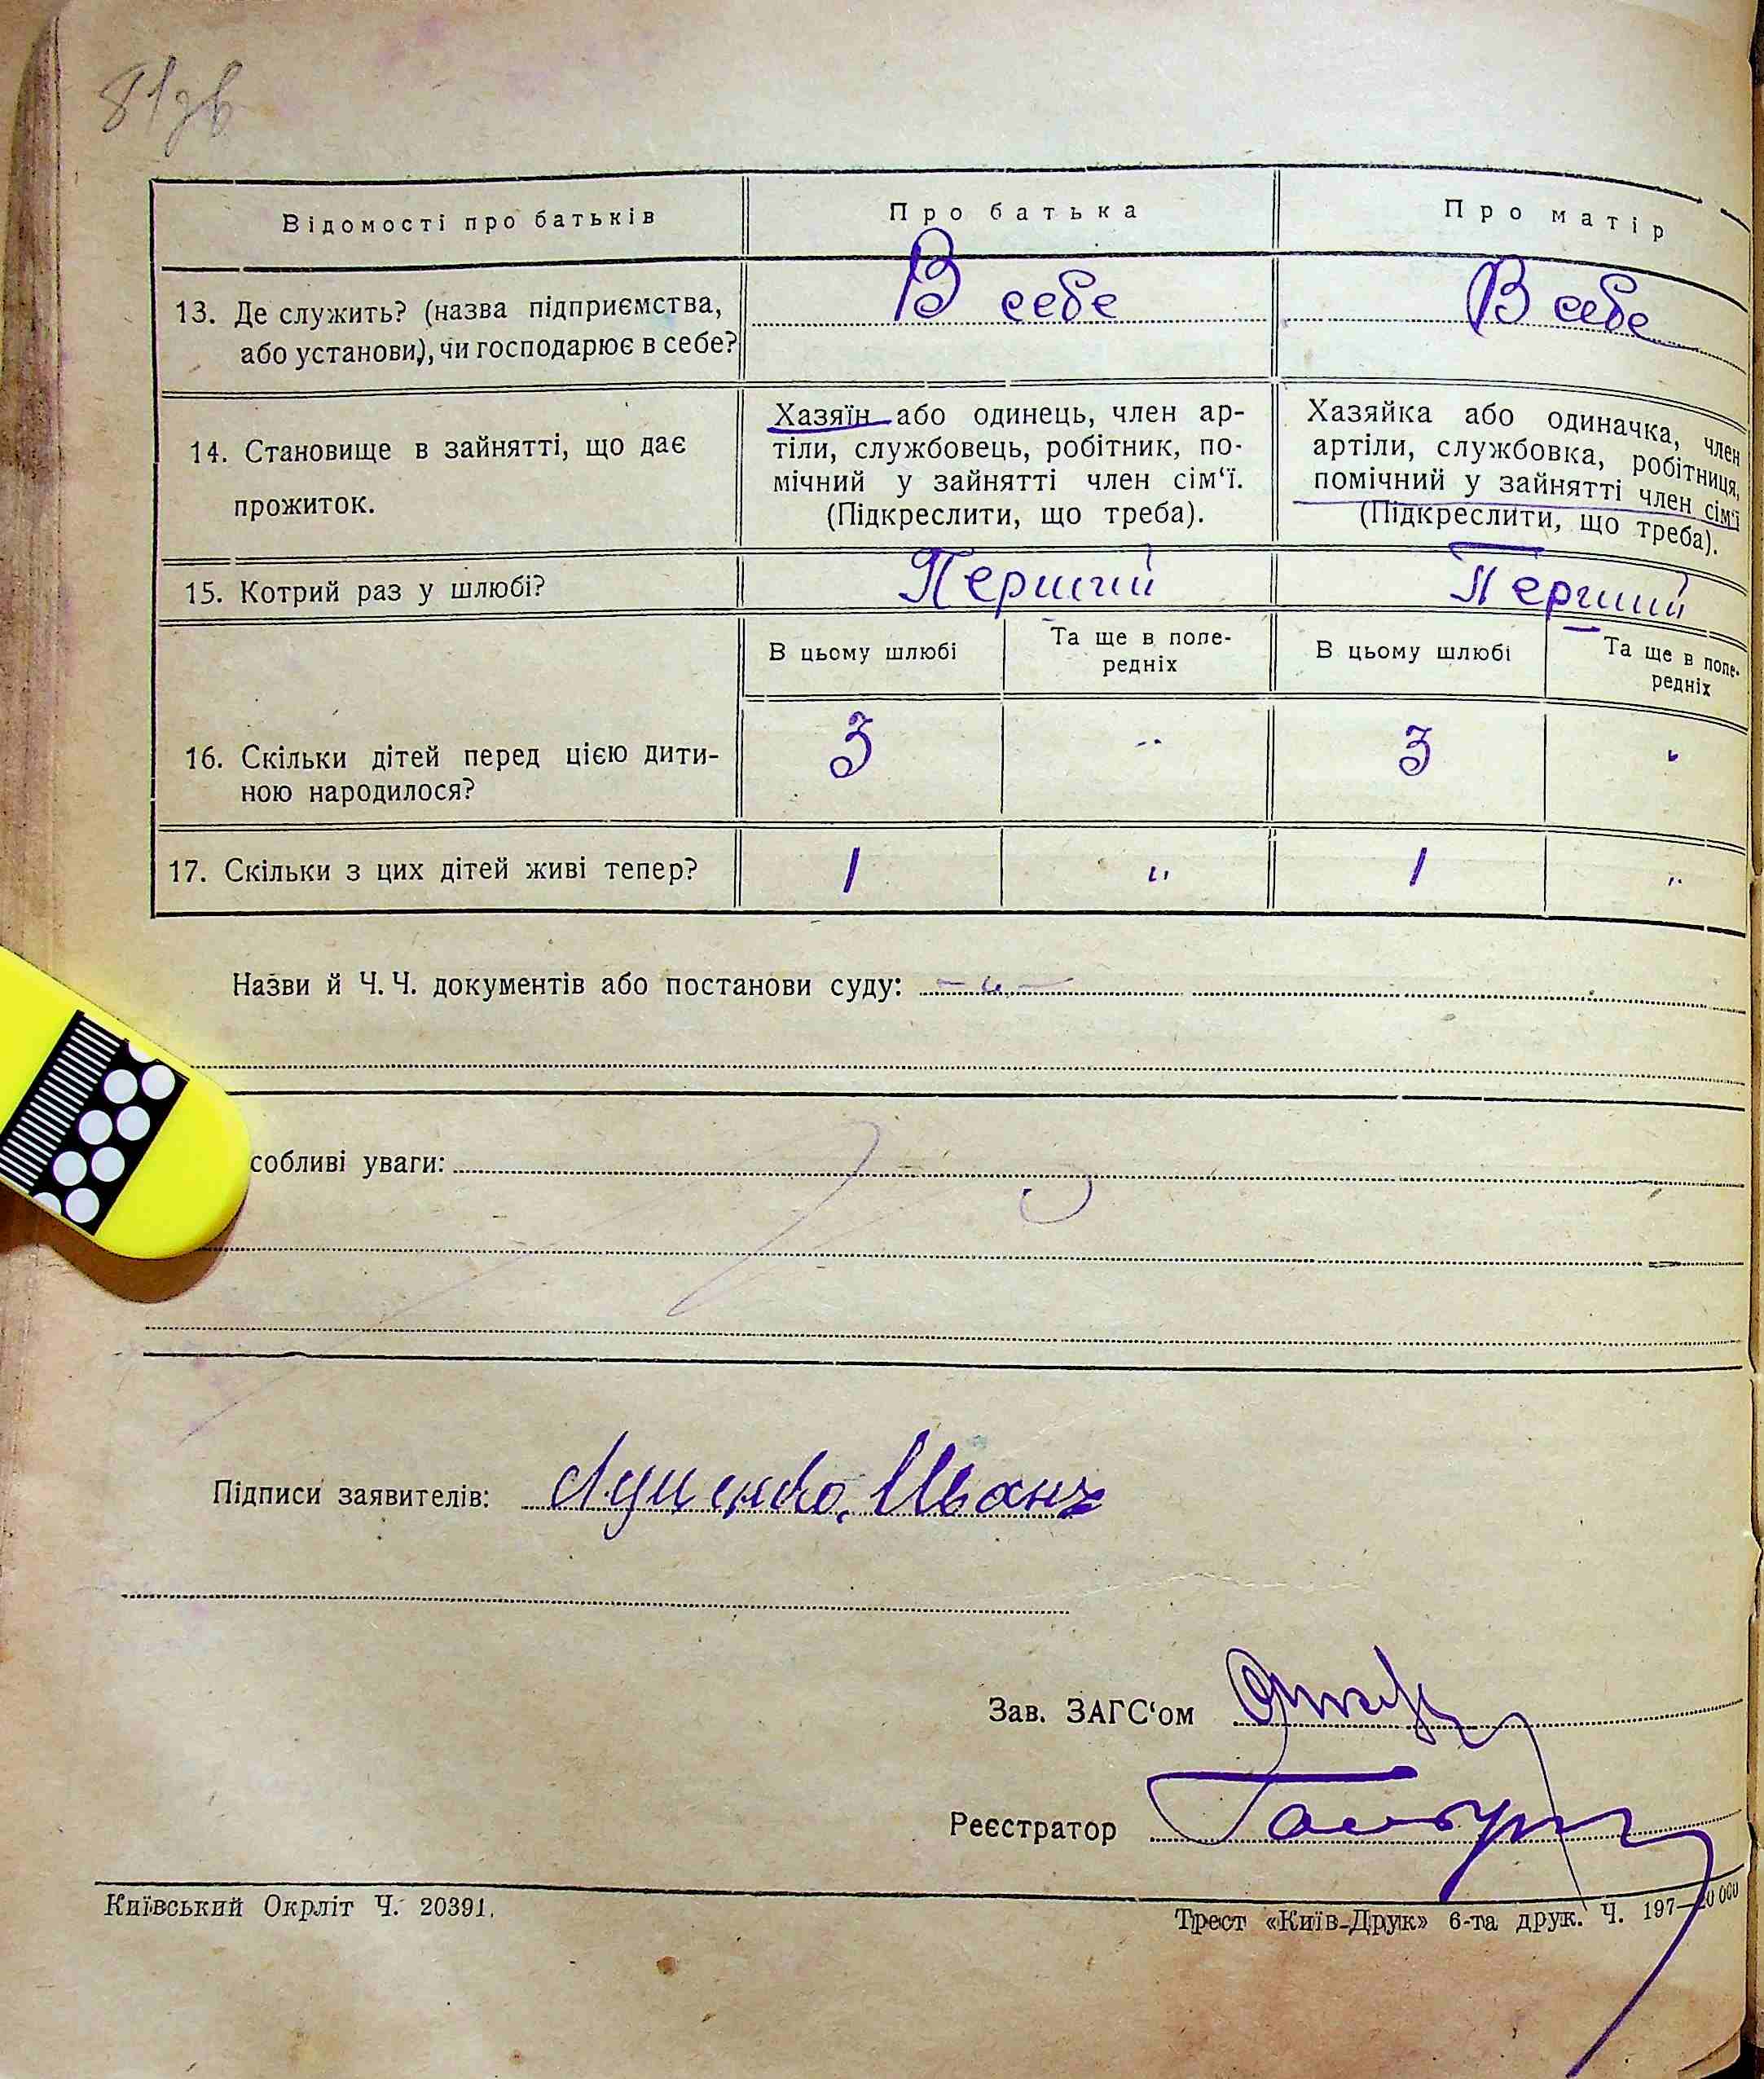 81зв
Відомості про батьків
Про батька
Про матір
13. Де служить? (назва підприємства,
або установи), чи господарює в себе?
В себе
В себе
14. Становище в зайнятті, що дає
прожиток.
Хазяїн або одинець, член ар-
тіли, службовець, робітник, по-
мічний у зайнятті член сім‘ї.
(Підкреслити, що треба).
Хазяйка або одиначка, член
артіли, службовка, робітниця,
помічний у зайнятті член сім‘ї
(Підкреслити, що треба).
15. Котрий раз у шлюбі?
Перший
Перший
В цьому шлюбі
Та ще в попе-
редніх
В цьому шлюбі
Та ще в попе-
редніх
16. Скільки дітей перед цією дити-
ною народилося?
3
"
3
"
17. Скільки з цих дітей живі тепер?
1
"
1
"
Назви й Ч. Ч. документів або постанови суду: - " -
собливі уваги:
Підписи заявителів: Луценко Иванъ
Зав. ЗАГС‘ом
Реєстратор
Київський Окрліт Ч. 20391.
Трест «Київ-Друк» 6-та друк. Ч. 197—20 000